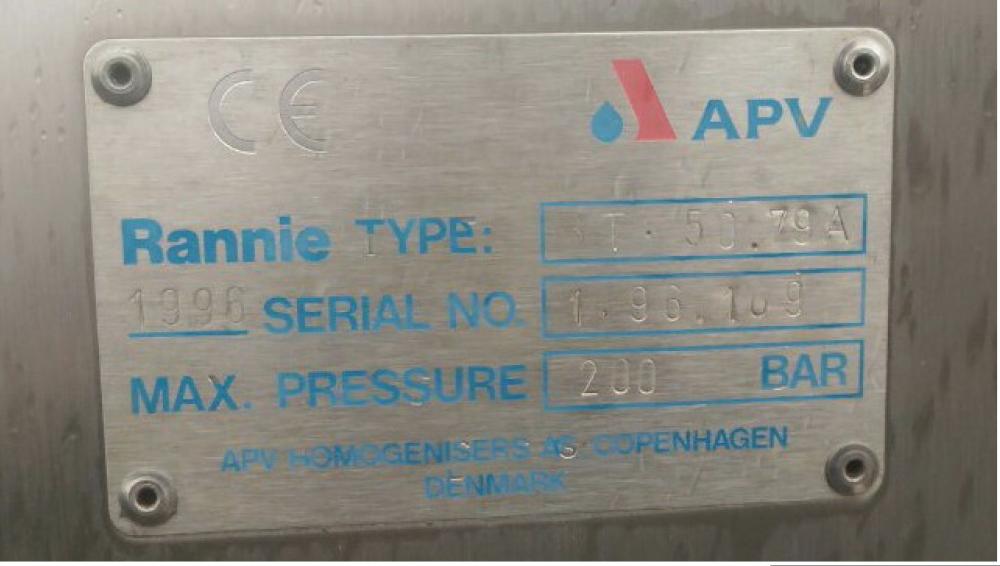 CE
APV
Rannie TYPE: 50.79A
1996 SERIAL NO. 1.96.109
MAX. PRESSURE 200 BAR
APV HOMOGENISERS AS COPENHAGEN
DENMARK